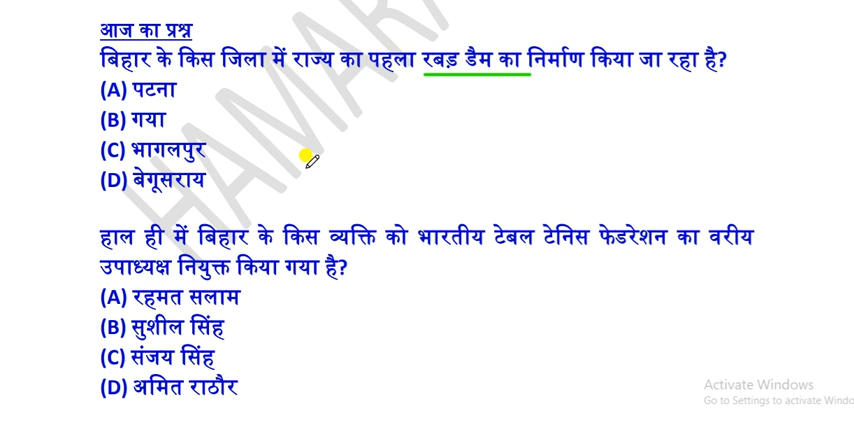 आज का प्रश्न
बिहार के किस जिला में राज्य का पहला रबड़ डैम का निर्माण किया जा रहा है?
(A) पटना
(B) गया
(C) भागलपुर
(D) बेगूसराय
हाल ही में बिहार के किस व्यक्ति को भारतीय टेबल टेनिस फेडरेशन का वरीय
उपाध्यक्ष नियुक्त किया गया है?
(A) रहमत सलाम
(B) सुशील सिंह
(C) संजय सिंह
(D) अमित राठौर
HAMARA
Activate Windows
Go to Settings to activate Windo